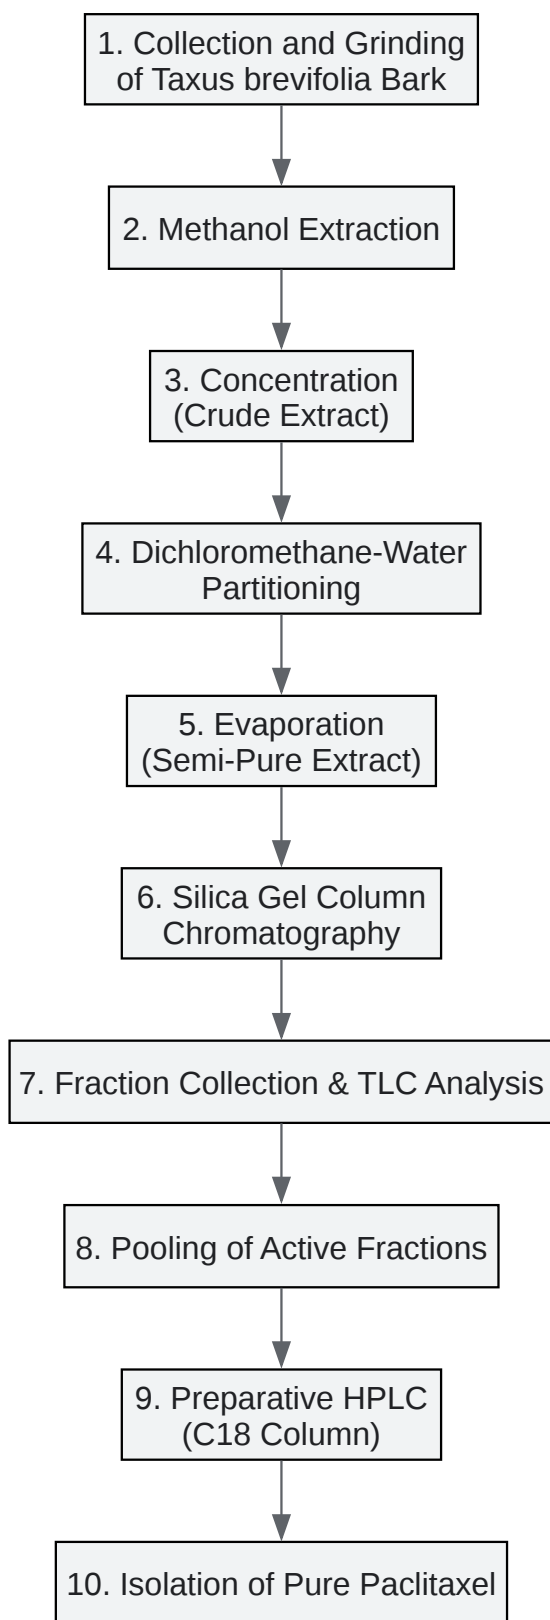 1. Collection and Grinding
of Taxus brevifolia Bark
2. Methanol Extraction
3. Concentration
(Crude Extract)
4. Dichloromethane-Water
Partitioning
5. Evaporation
(Semi-Pure Extract)
6. Silica Gel Column
Chromatography
7. Fraction Collection & TLC Analysis
8. Pooling of Active Fractions
9. Preparative HPLC
(C18 Column)
10. Isolation of Pure Paclitaxel